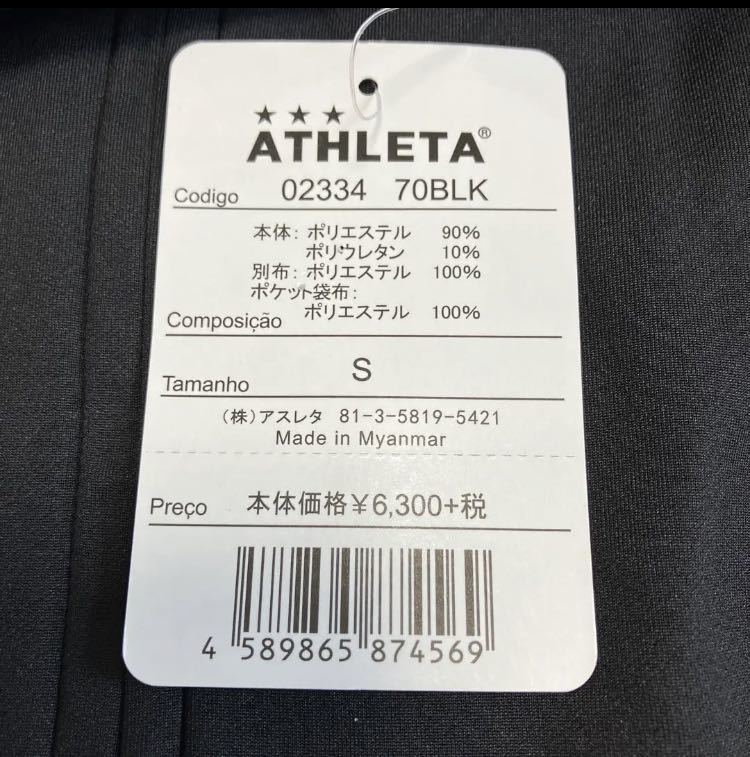 ★★★
ATHLETA®
Codigo 02334 70BLK
本体: ポリエステル 90%
ポリウレタン 10%
別布: ポリエステル 100%
ポケット袋布:
Composição ポリエステル 100%
Tamanho S
(株)アスレタ 81-3-5819-5421
Made in Myanmar
Preço 本体価格¥6,300+税
4 589865 874569